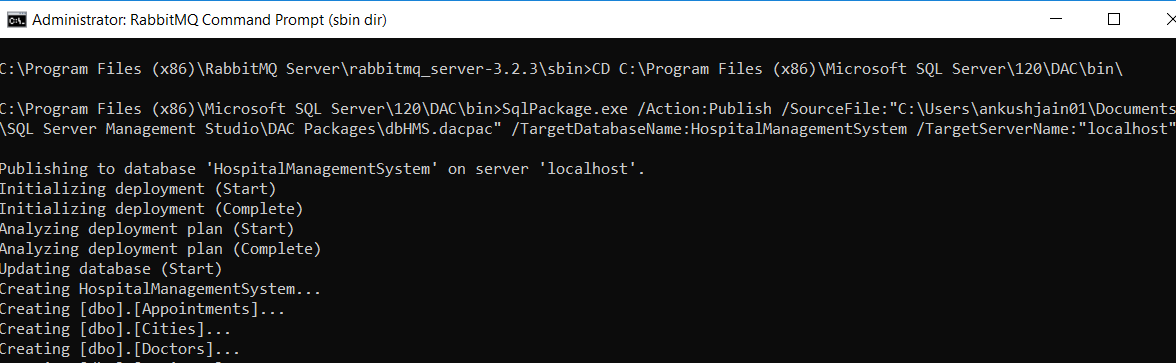 Administrator: RabbitMQ Command Prompt (sbin dir)
C:\Program Files (x86)\RabbitMQ Server\rabbitmq_server-3.2.3\sbin>CD C:\Program Files (x86)\Microsoft SQL Server\120\DAC\bin\
C:\Program Files (x86)\Microsoft SQL Server\120\DAC\bin>SqlPackage.exe /Action:Publish /SourceFile:"C:\Users\ankushjain01\Documents
\SQL Server Management Studio\DAC Packages\dbHMS.dacpac" /TargetDatabaseName:HospitalManagementSystem /TargetServerName:"localhost"
Publishing to database 'HospitalManagementSystem' on server 'localhost'.
Initializing deployment (Start)
Initializing deployment (Complete)
Analyzing deployment plan (Start)
Analyzing deployment plan (Complete)
Updating database (Start)
Creating HospitalManagementSystem...
Creating [dbo].[Appointments]...
Creating [dbo].[Cities]...
Creating [dbo].[Doctors]...